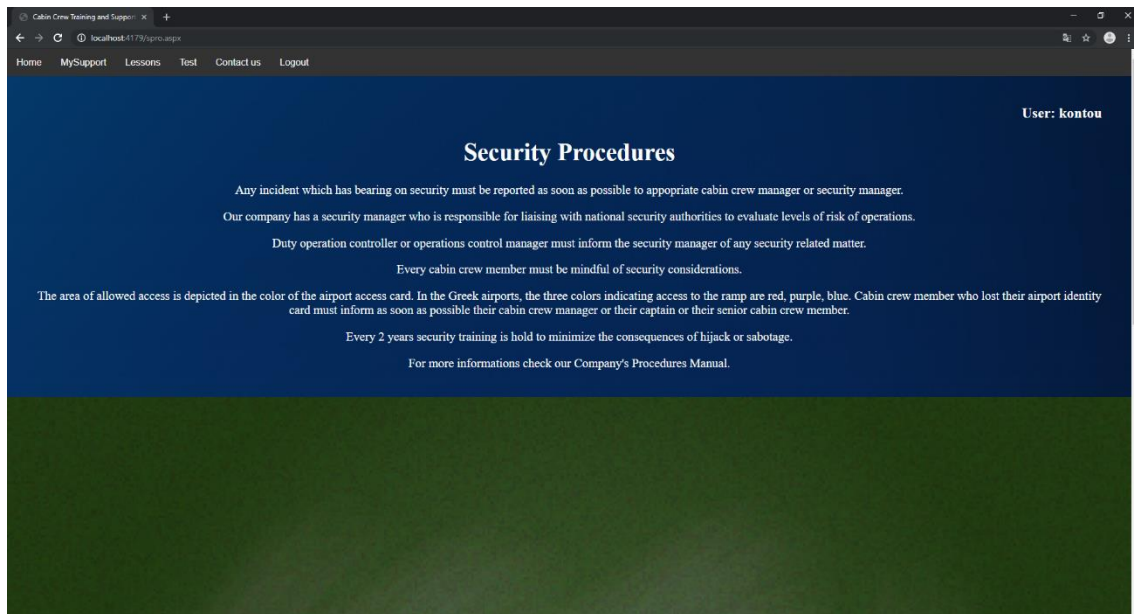 Cabin Crew Training and Suppor
localhost:4179/spro.aspx
Home MySupport Lessons Test Contact us Logout
User: kontou
Security Procedures
Any incident which has bearing on security must be reported as soon as possible to appopriate cabin crew manager or security manager.
Our company has a security manager who is responsible for liaising with national security authorities to evaluate levels of risk of operations.
Duty operation controller or operations control manager must inform the security manager of any security related matter.
Every cabin crew member must be mindful of security considerations.
The area of allowed access is depicted in the color of the airport access card. In the Greek airports, the three colors indicating access to the ramp are red, purple, blue. Cabin crew member who lost their airport identity
card must inform as soon as possible their cabin crew manager or their captain or their senior cabin crew member.
Every 2 years security training is hold to minimize the consequences of hijack or sabotage.
For more informations check our Company's Procedures Manual.